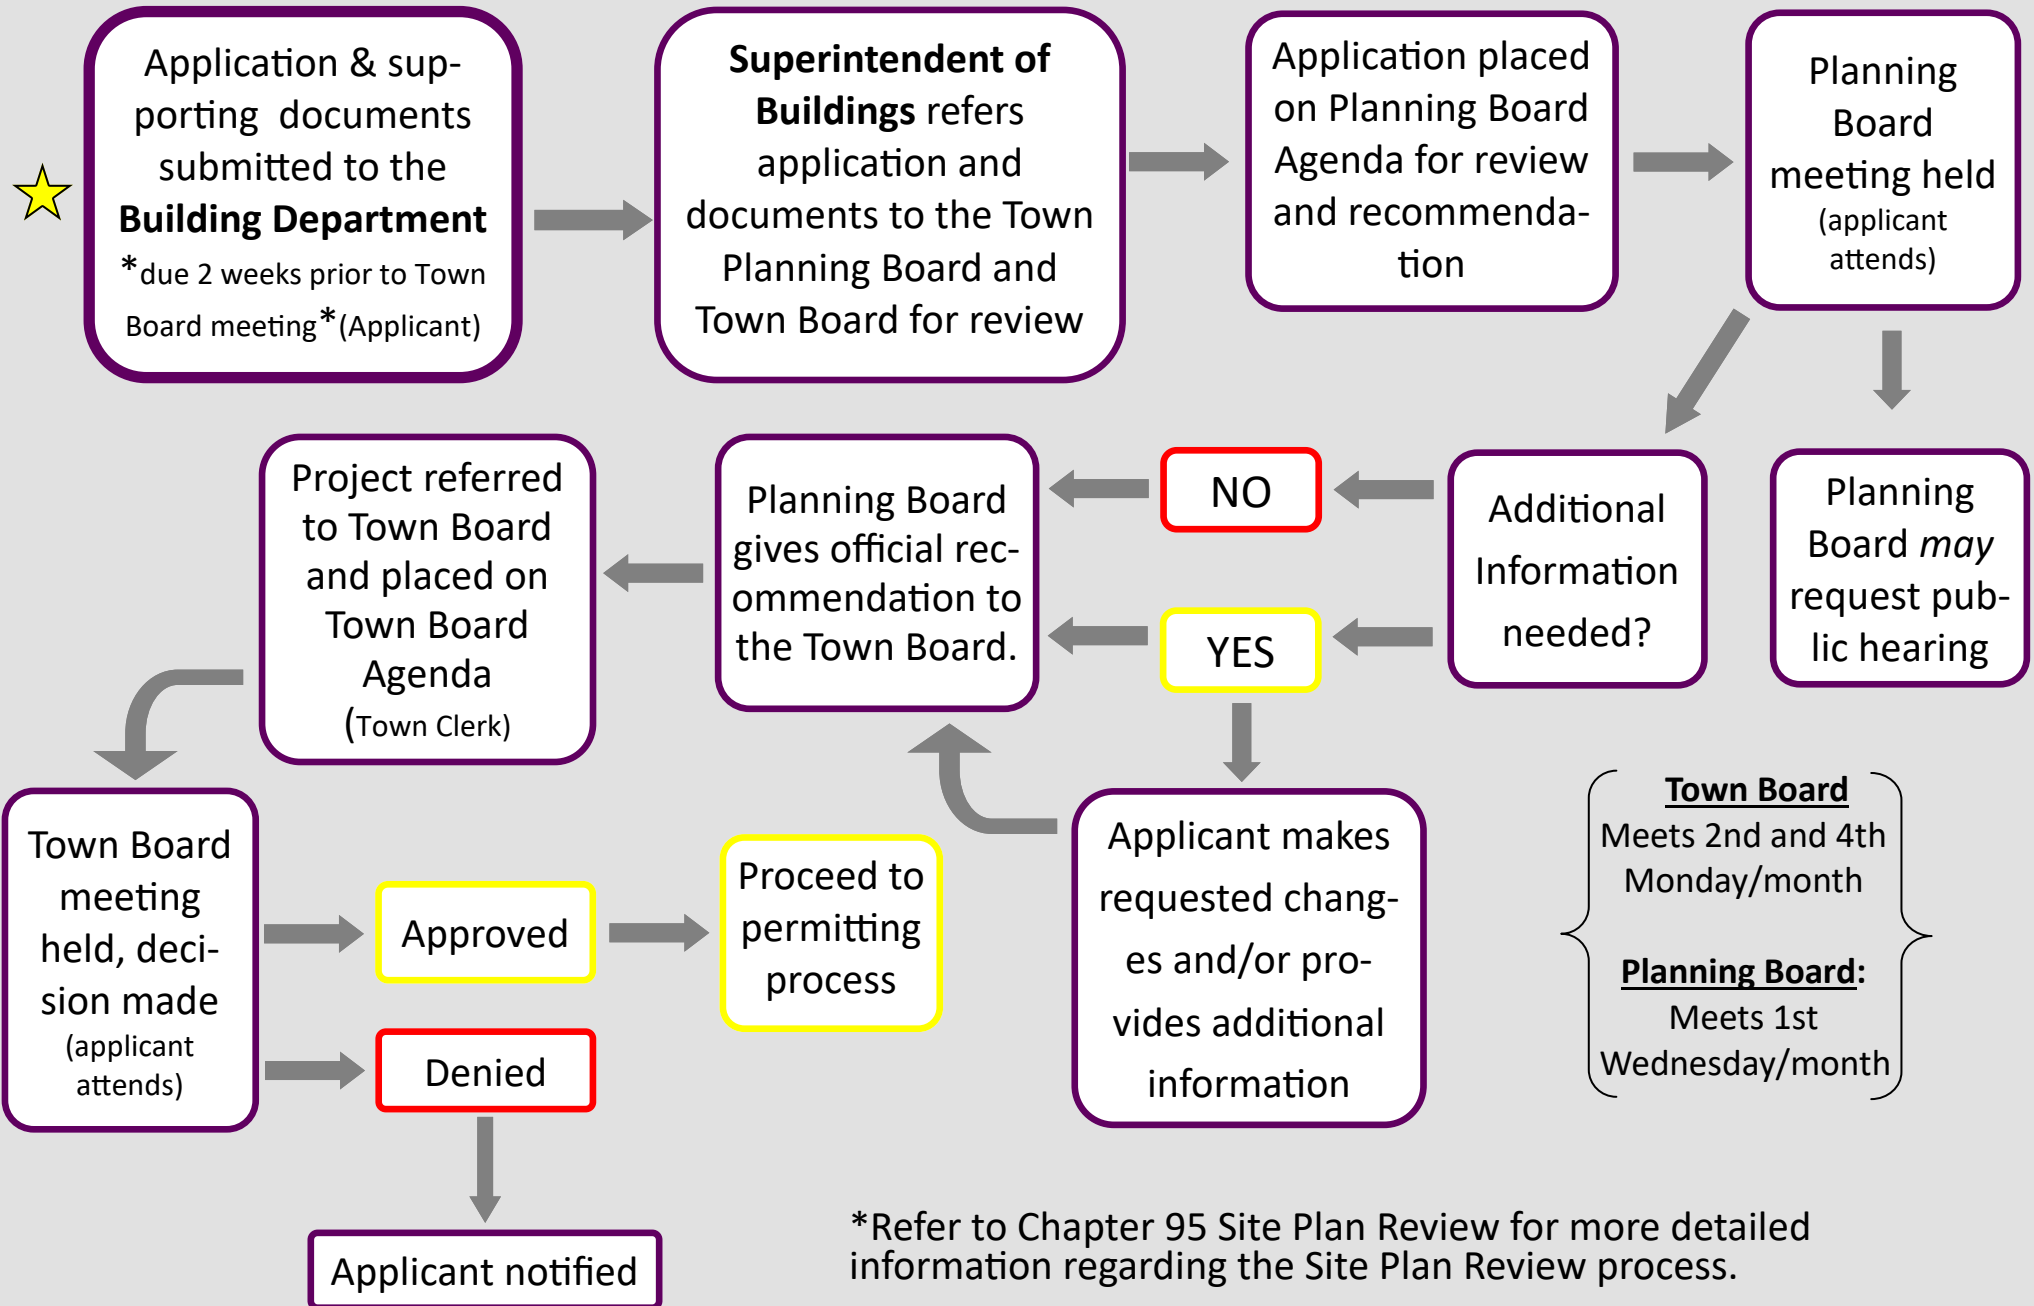 Application & sup-
porting documents
submitted to the
Building Department
*due 2 weeks prior to Town
Board meeting*(Applicant)
Superintendent of
Buildings refers
application and
documents to the Town
Planning Board and
Town Board for review
Application placed
on Planning Board
Agenda for review
and recommenda-
tion
Planning
Board
meeting held
(applicant
attends)
Planning
Board may
request pub-
lic hearing
Additional
Information
needed?
NO
YES
Planning Board
gives official rec-
ommendation to
the Town Board.
Project referred
to Town Board
and placed on
Town Board
Agenda
(Town Clerk)
Applicant makes
requested chang-
es and/or pro-
vides additional
information
Town Board
meeting
held, deci-
sion made
(applicant
attends)
Approved
Proceed to
permitting
process
Denied
Applicant notified
Town Board
Meets 2nd and 4th
Monday/month
Planning Board:
Meets 1st
Wednesday/month
*Refer to Chapter 95 Site Plan Review for more detailed
information regarding the Site Plan Review process.